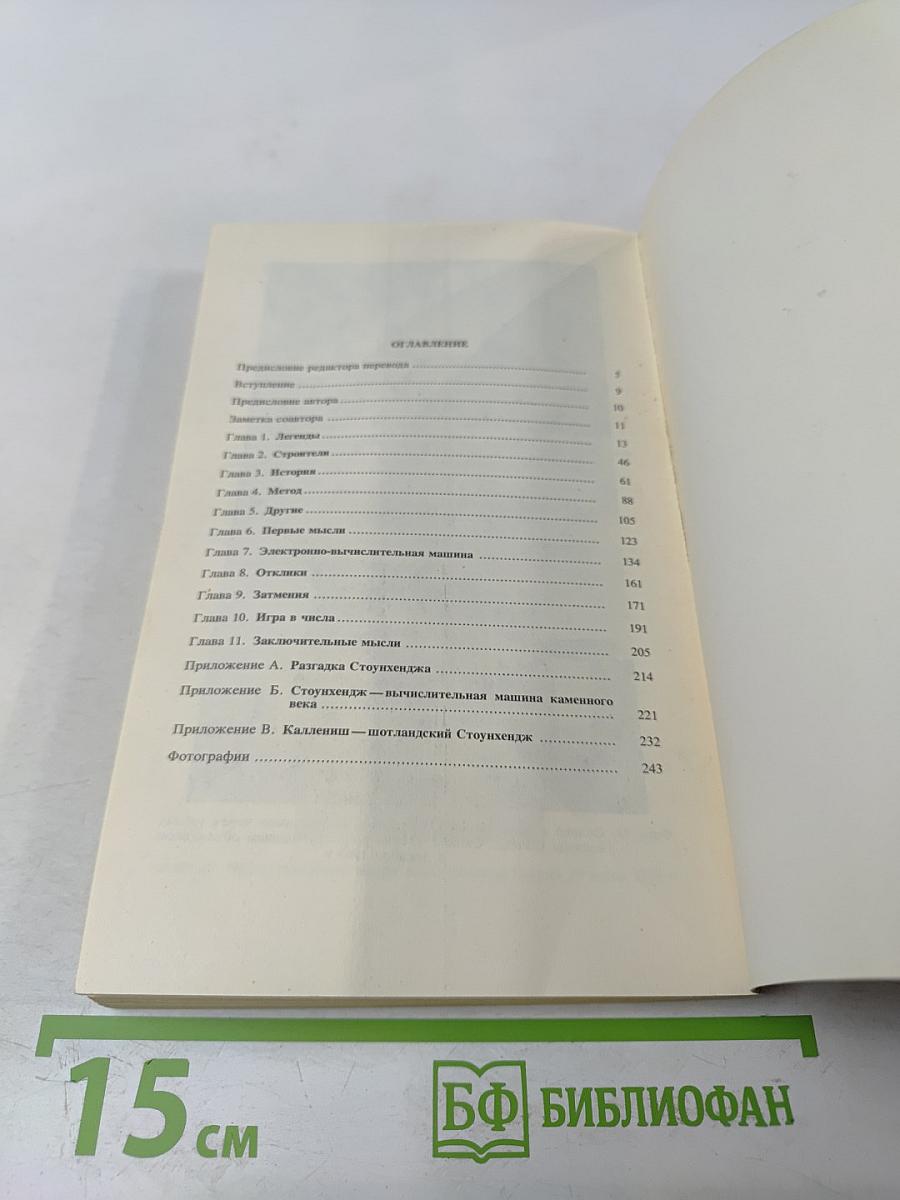 ОГЛАВЛЕНИЕ
Предисловие редактора перевода 5
Вступление 9
Предисловие автора 10
Заметка соавтора 11
Глава 1. Легенды 13
Глава 2. Строители 46
Глава 3. История 61
Глава 4. Метод 88
Глава 5. Другие 105
Глава 6. Первые мысли 123
Глава 7. Электронно-вычислительная машина 134
Глава 8. Отклики 161
Глава 9. Затмения 171
Глава 10. Игра в числа 191
Глава 11. Заключительные мысли 205
Приложение А. Разгадка Стоунхенджа 214
Приложение Б. Стоунхендж — вычислительная машина каменного
века 221
Приложение В. Каллениш — шотландский Стоунхендж 232
Фотографии 243
15 см
БФ БИБЛИОФАН